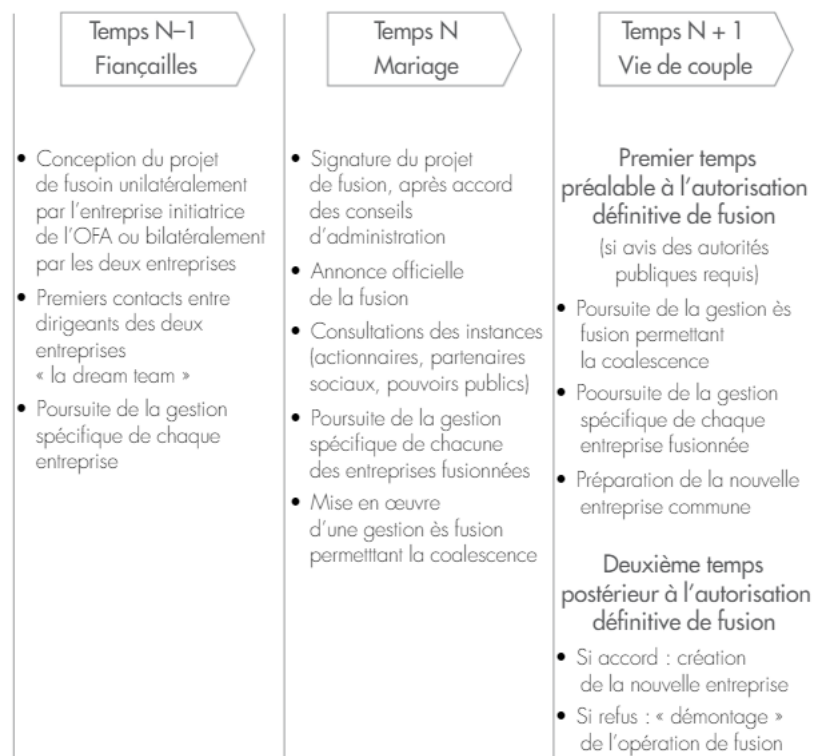 Temps N–1
Fiançailles
• Conception du projet
de fusoin unilatéralement
par l'entreprise initiatrice
de l'OFA ou bilatéralement
par les deux entreprises
• Premiers contacts entre
dirigeants des deux
entreprises
« la dream team »
• Poursuite de la gestion
spécifique de chaque
entreprise
Temps N
Mariage
• Signature du projet
de fusion, après accord
des conseils
d'administration
• Annonce officielle
de la fusion
• Consultations des instances
(actionnaires, partenaires
sociaux, pouvoirs publics)
• Poursuite de la gestion
spécifique de chacune
des entreprises fusionnées
• Mise en œuvre
d'une gestion ès fusion
permetttant la coalescence
Temps N + 1
Vie de couple
Premier temps
préalable à l'autorisation
définitive de fusion
(si avis des autorités
publiques requis)
• Poursuite de la gestion ès
fusion permettant
la coalescence
• Pooursuite de la gestion
spécifique de chaque
entreprise fusionnée
• Préparation de la nouvelle
entreprise commune
Deuxième temps
postérieur à l'autorisation
définitive de fusion
• Si accord : création
de la nouvelle entreprise
• Si refus : « démontage »
de l'opération de fusion